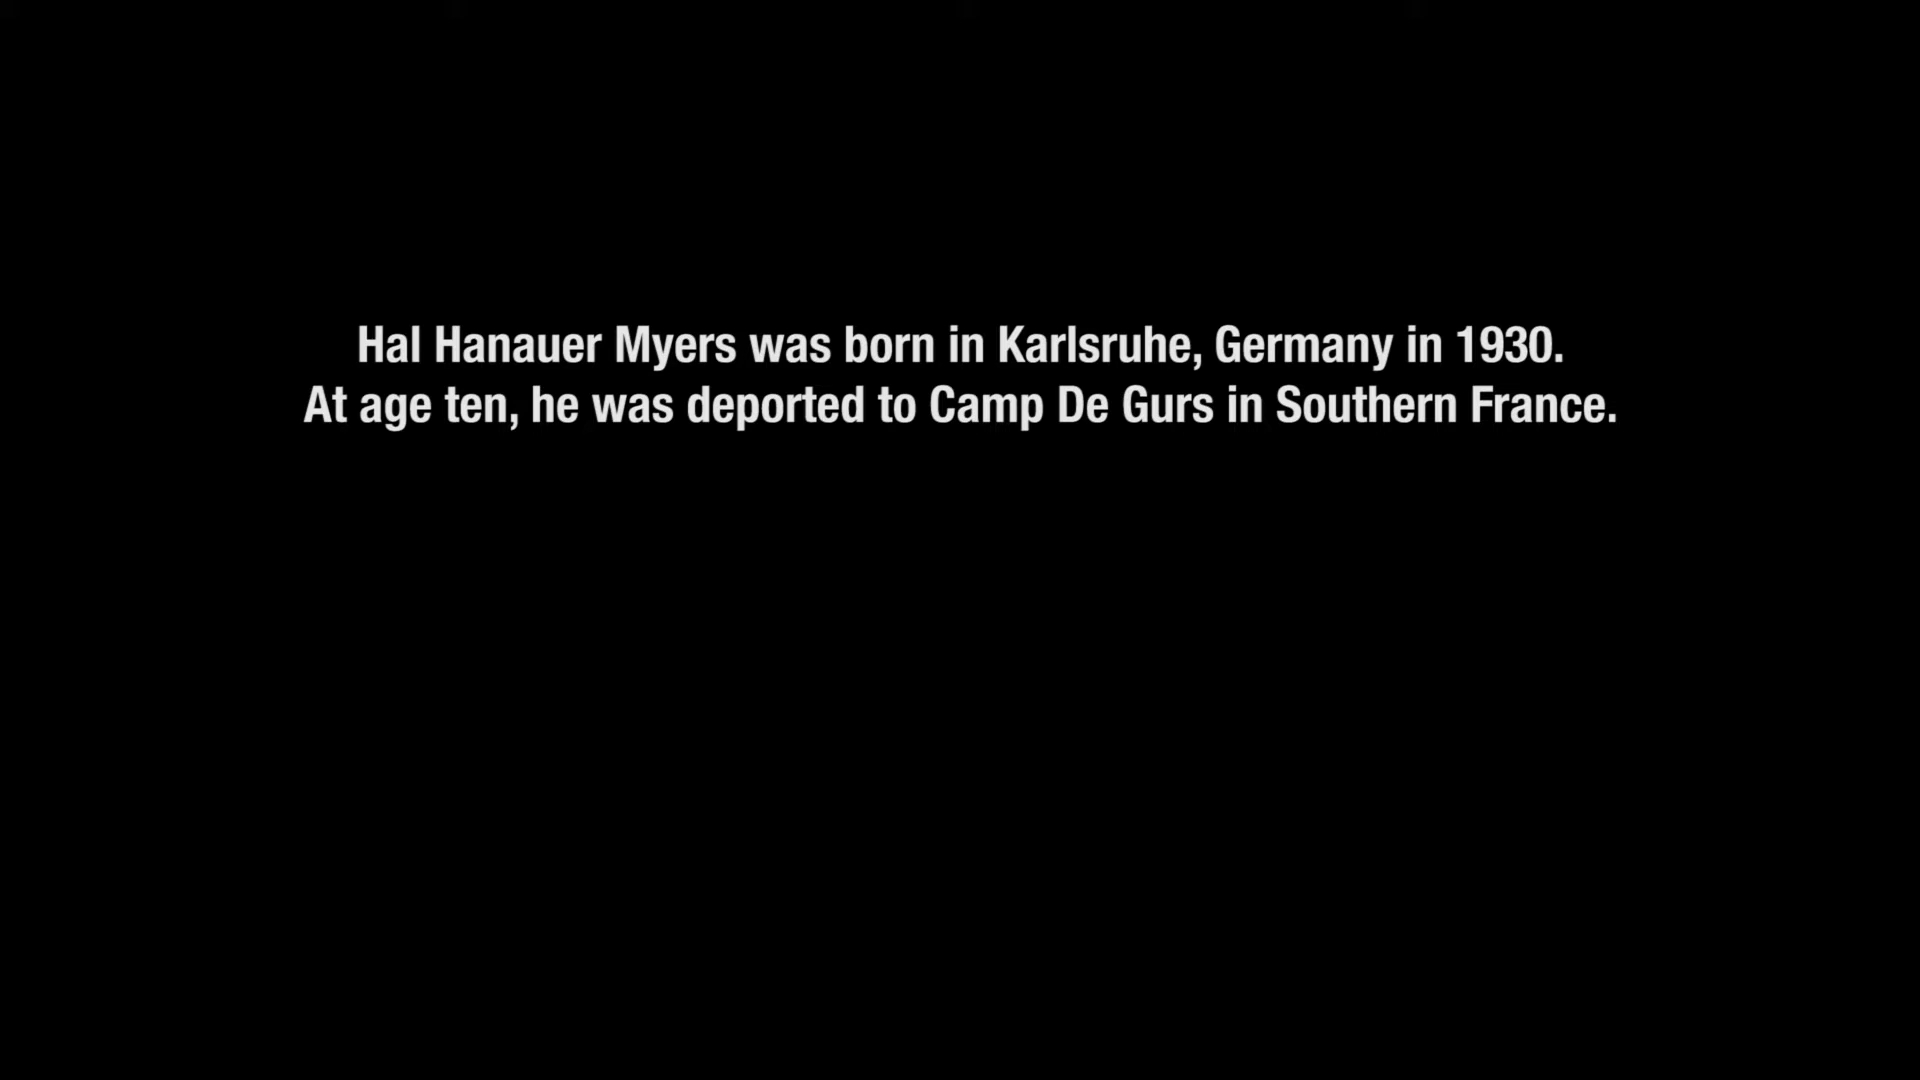 Hal Hanauer Myers was born in Karlsruhe, Germany in 1930.
At age ten, he was deported to Camp De Gurs in Southern France.